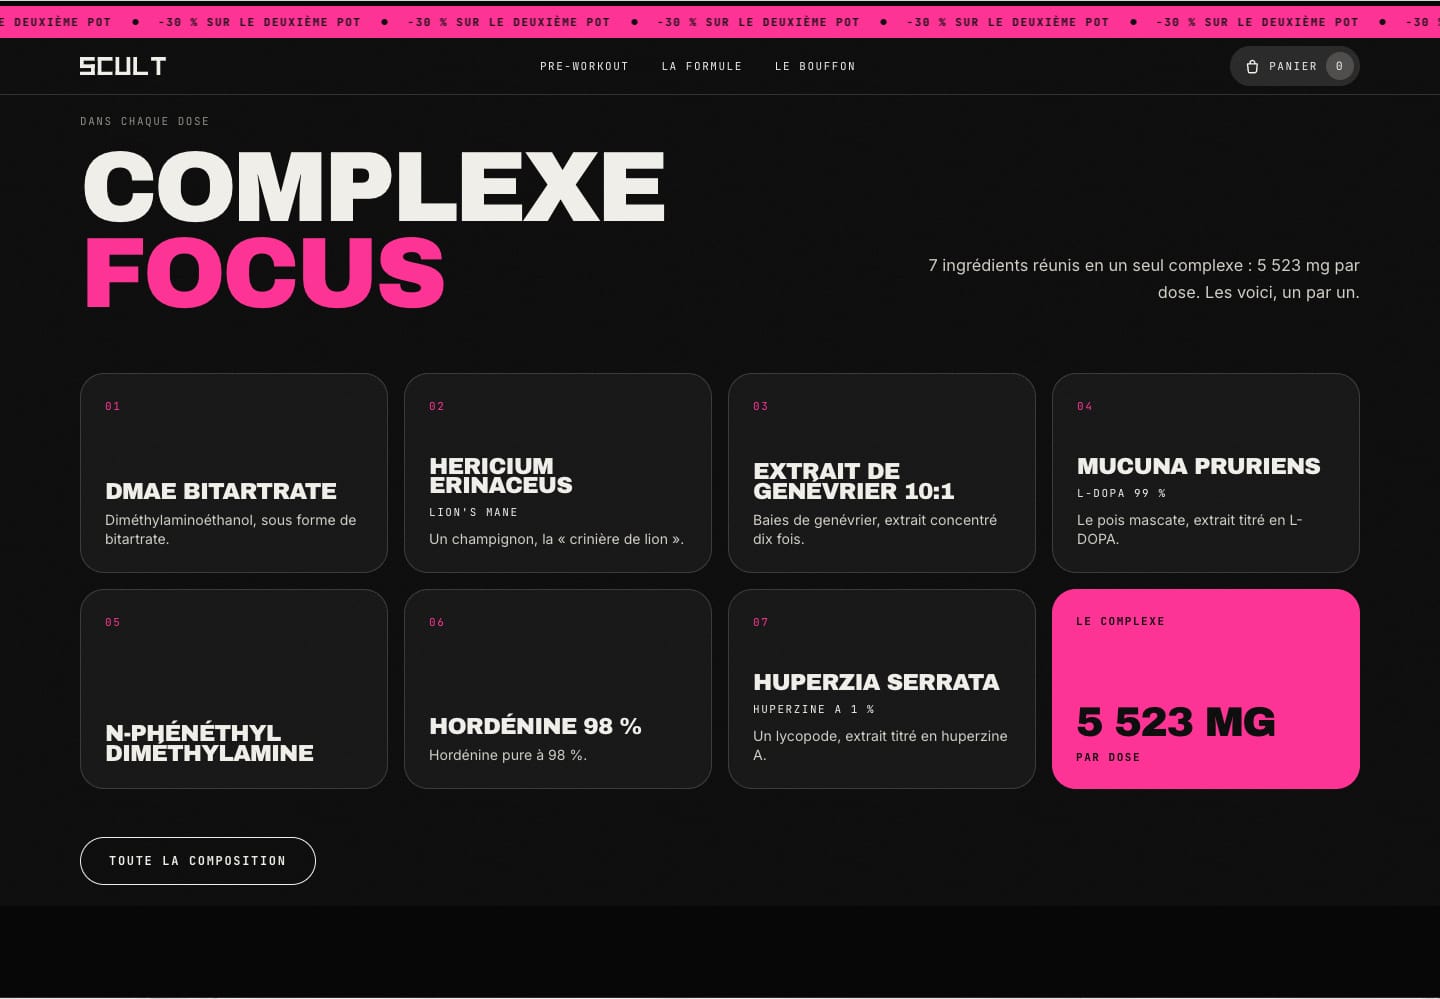 E DEUXIÈME POT ● -30 % SUR LE DEUXIÈME POT ● -30 % SUR LE DEUXIÈME POT ● -30 % SUR LE DEUXIÈME POT ● -30 % SUR LE DEUXIÈME POT ● -30 % SUR LE DEUXIÈME POT ● -30
SCULT
PRE-WORKOUT LA FORMULE LE BOUFFON
PANIER 0
DANS CHAQUE DOSE
COMPLEXE
FOCUS
7 ingrédients réunis en un seul complexe : 5 523 mg par
dose. Les voici, un par un.
01
DMAE BITARTRATE
Diméthylaminoéthanol, sous forme de
bitartrate.
02
HERICIUM
ERINACEUS
LION'S MANE
Un champignon, la « crinière de lion ».
03
EXTRAIT DE
GENÉVRIER 10:1
Baies de genévrier, extrait concentré
dix fois.
04
MUCUNA PRURIENS
L-DOPA 99 %
Le pois mascate, extrait titré en L-
DOPA.
05
N-PHÉNÉTHYL
DIMÉTHYLAMINE
06
HORDÉNINE 98 %
Hordénine pure à 98 %.
07
HUPERZIA SERRATA
HUPERZINE A 1 %
Un lycopode, extrait titré en huperzine
A.
LE COMPLEXE
5 523 MG
PAR DOSE
TOUTE LA COMPOSITION